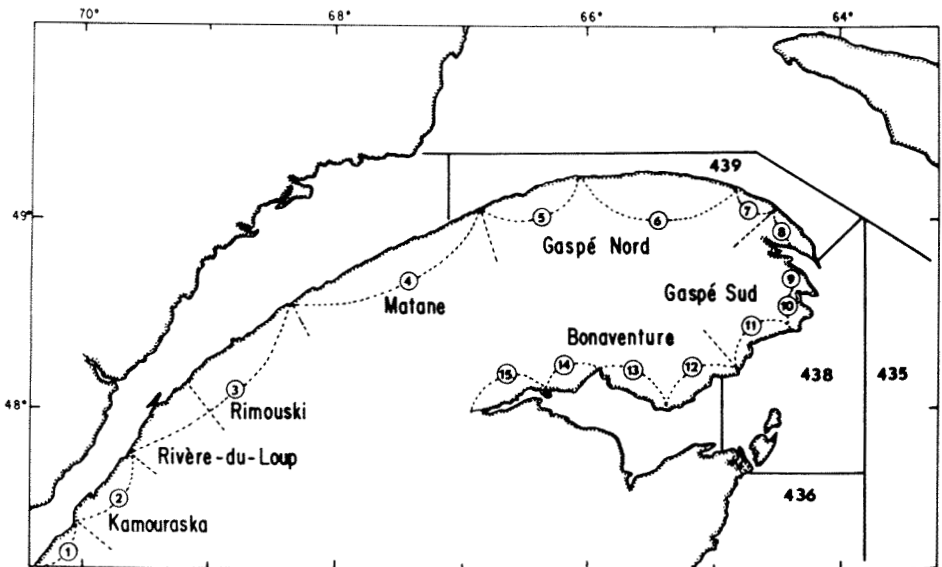 70° 68° 66° 64°
439
49°
7
5
6
8
Gaspé Nord
9
4
Gaspé Sud
Matane
10
11
Bonaventure
14
13
12
15
438
435
3
48°
Rimouski
Rivère-du-Loup
436
2
Kamouraska
1